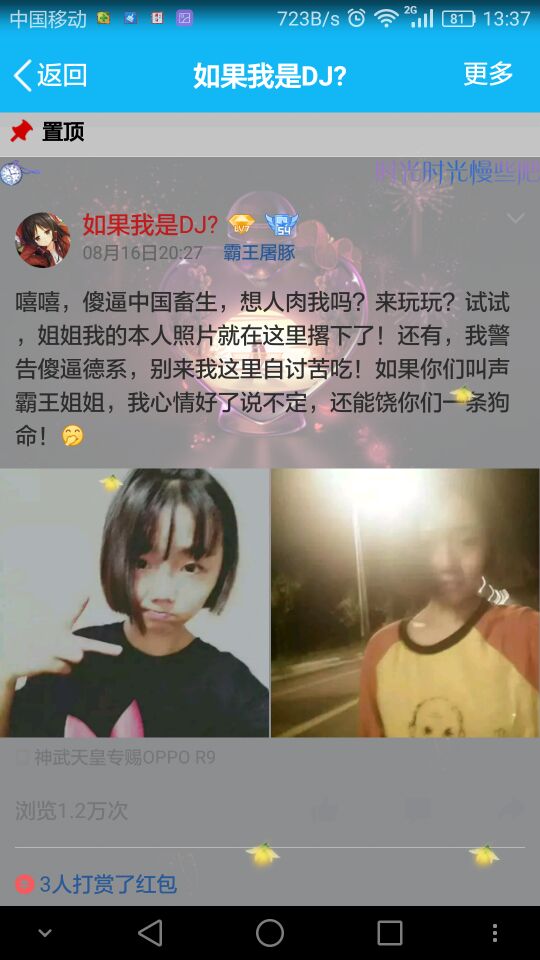 中国移动 723B/s 2G 81 13:37
返回 如果我是DJ? 更多
置顶
时光时光慢些吧
如果我是DJ? SV7 54
08月16日20:27 霸王屠豚
嘻嘻，傻逼中国畜生，想人肉我吗？来玩玩？试试
，姐姐我的本人照片就在这里撂下了！还有，我警
告傻逼德系，别来我这里自讨苦吃！如果你们叫声
霸王姐姐，我心情好了说不定，还能饶你们一条狗
命！
神武天皇专赐OPPO R9
浏览1.2万次
3人打赏了红包